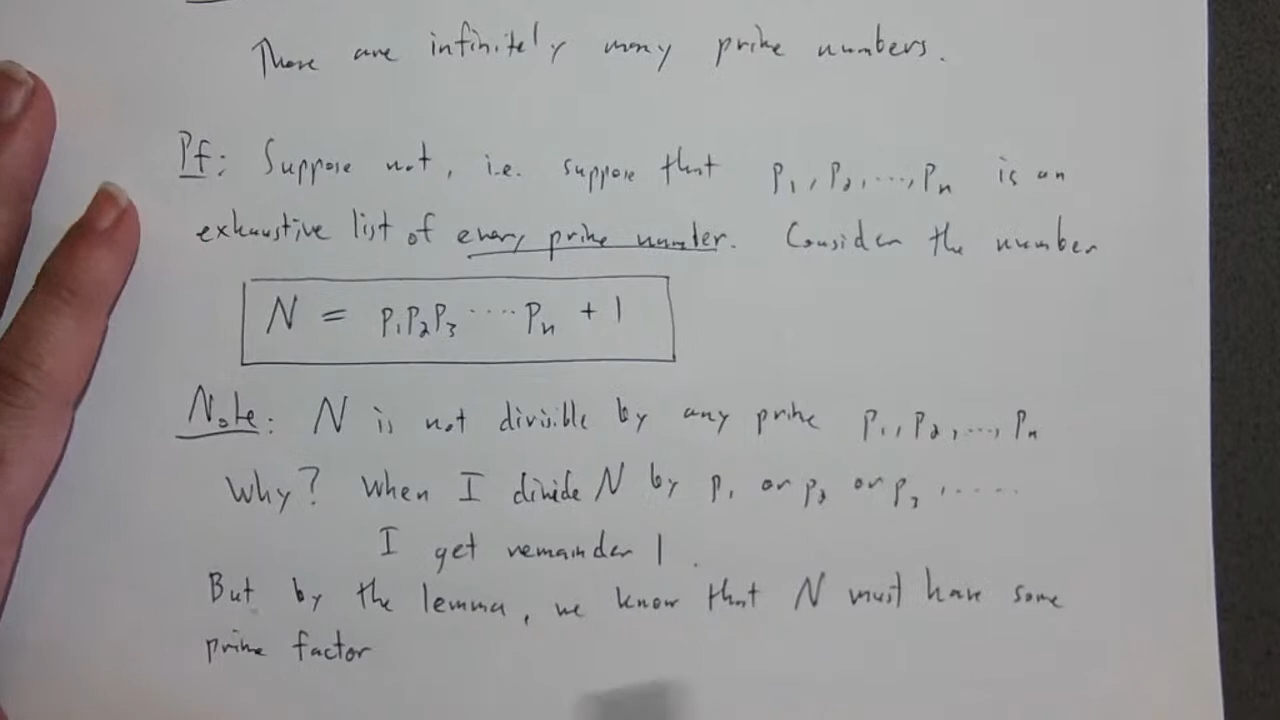 There are infinitely many prime numbers.
Pf: Suppose not, i.e. suppose that p₁, p₂, ..., pₙ is an
exhaustive list of every prime number. Consider the number
N = p₁p₂p₃ ···· pₙ + 1
Note: N is not divisible by any prime p₁, p₂, ..., pₙ
Why? When I divide N by p₁ or p₂ or p₃, .....
I get remainder 1.
But by the lemma, we know that N must have some
prime factor